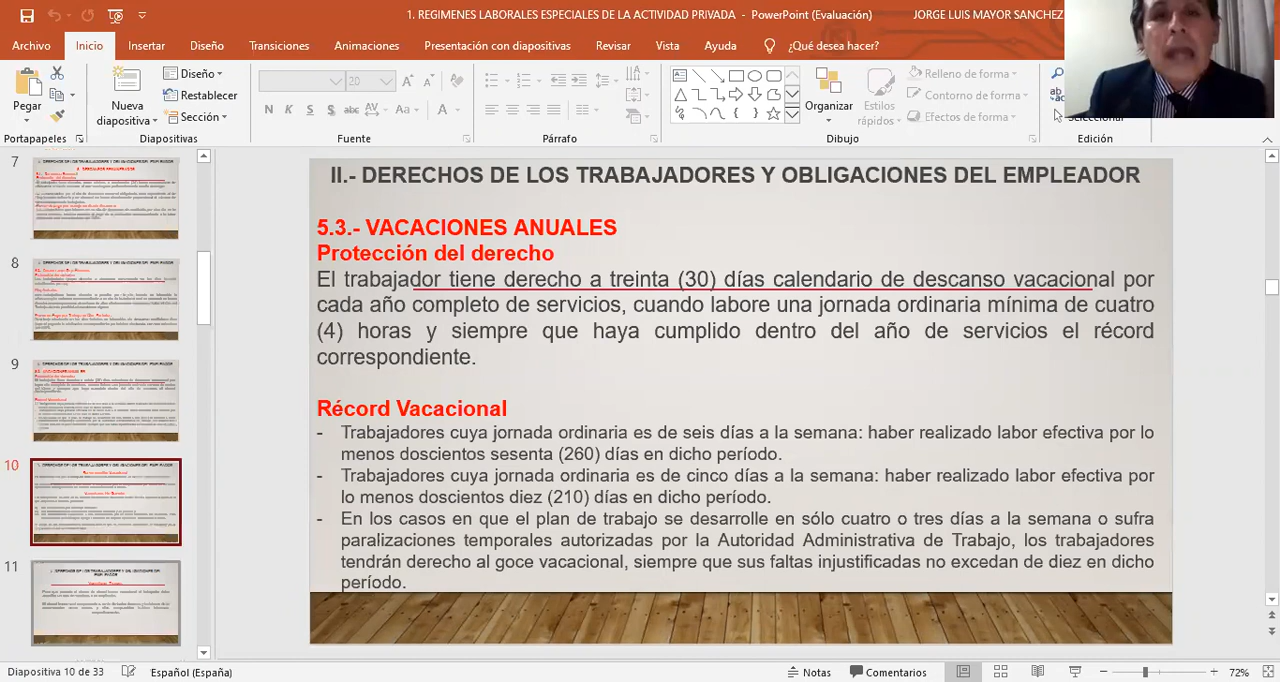 1. REGIMENES LABORALES ESPECIALES DE LA ACTIVIDAD PRIVADA - PowerPoint (Evaluación)
JORGE LUIS MAYOR SANCHEZ
Archivo Inicio Insertar Diseño Transiciones Animaciones Presentación con diapositivas Revisar Vista Ayuda ¿Qué desea hacer?
Pegar
Nueva diapositiva
Diseño
Restablecer
Sección
20
N K S S abc AV Aa A
Organizar
Estilos rápidos
Relleno de forma
Contorno de forma
Efectos de forma
Seleccionar
Portapapeles Diapositivas Fuente Párrafo Dibujo Edición
7
8
9
10
11
II.- DERECHOS DE LOS TRABAJADORES Y OBLIGACIONES DEL EMPLEADOR
5.3.- VACACIONES ANUALES
Protección del derecho
El trabajador tiene derecho a treinta (30) días calendario de descanso vacacional por
cada año completo de servicios, cuando labore una jornada ordinaria mínima de cuatro
(4) horas y siempre que haya cumplido dentro del año de servicios el récord
correspondiente.
Récord Vacacional
- Trabajadores cuya jornada ordinaria es de seis días a la semana: haber realizado labor efectiva por lo
menos doscientos sesenta (260) días en dicho período.
- Trabajadores cuya jornada ordinaria es de cinco días a la semana: haber realizado labor efectiva por
lo menos doscientos diez (210) días en dicho período.
- En los casos en que el plan de trabajo se desarrolle en solo cuatro o tres días a la semana o sufra
paralizaciones temporales autorizadas por la Autoridad Administrativa de Trabajo, los trabajadores
tendrán derecho al goce vacacional, siempre que sus faltas injustificadas no excedan de diez en dicho
período.
Diapositiva 10 de 33 Español (España) Notas Comentarios 72%